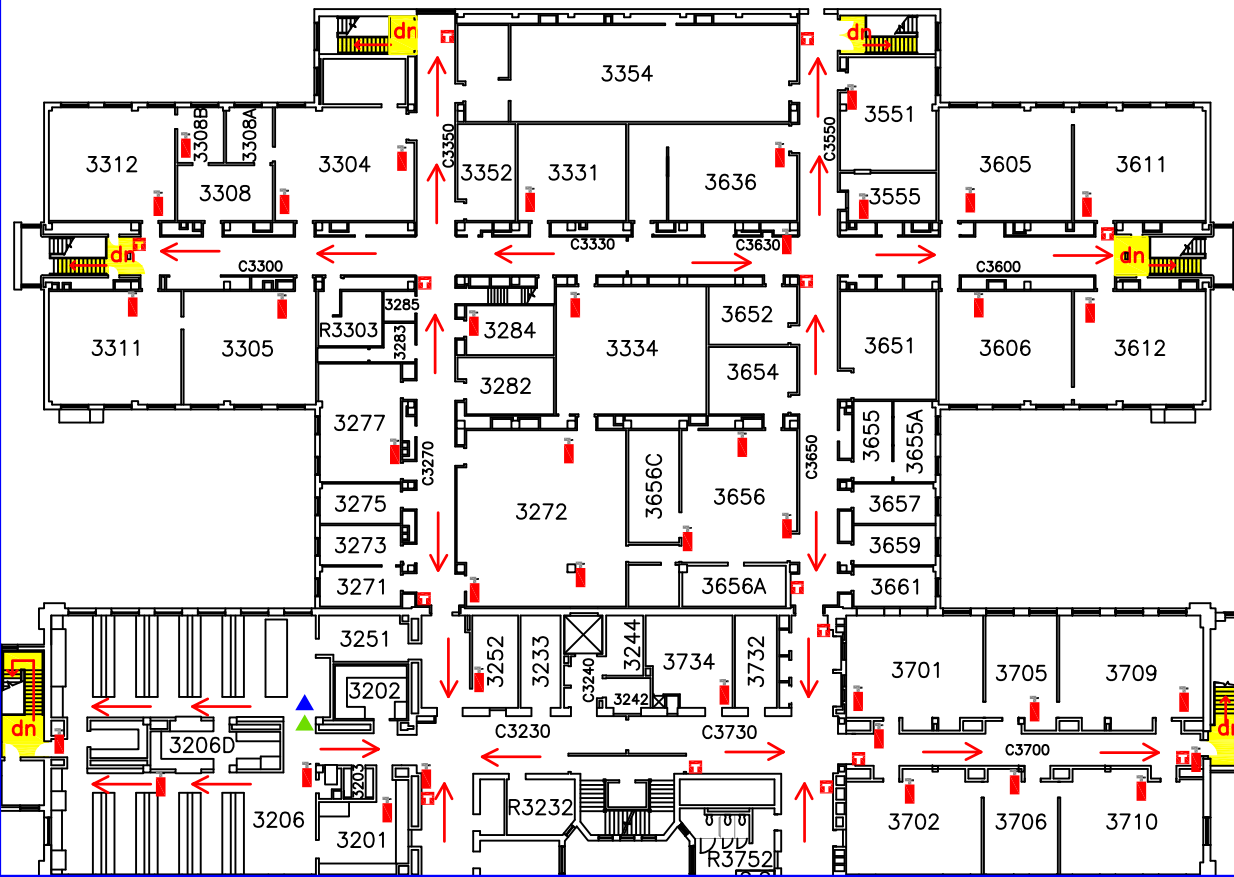 dn
dn
3354
3308B
3308A
C3350
C3550
3551
3312
3304
3352
3331
3636
3605
3611
3308
3555
C3330
C3630
dn
C3300
C3600
dn
R3303
3285
3283
3284
3652
3311
3305
3334
3651
3606
3612
3282
3654
3277
C3270
3272
3656C
3656
C3650
3655
3655A
3275
3657
3273
3659
3271
3656A
3661
3251
3252
3233
3244
C3240
3734
3732
3701
3705
3709
3202
3242
dn
3206D
C3230
C3730
C3700
dn
3203
3206
3201
R3232
R3752
3702
3706
3710
T
T
T
T
T
T
T
T
T
T
T
T
T
T